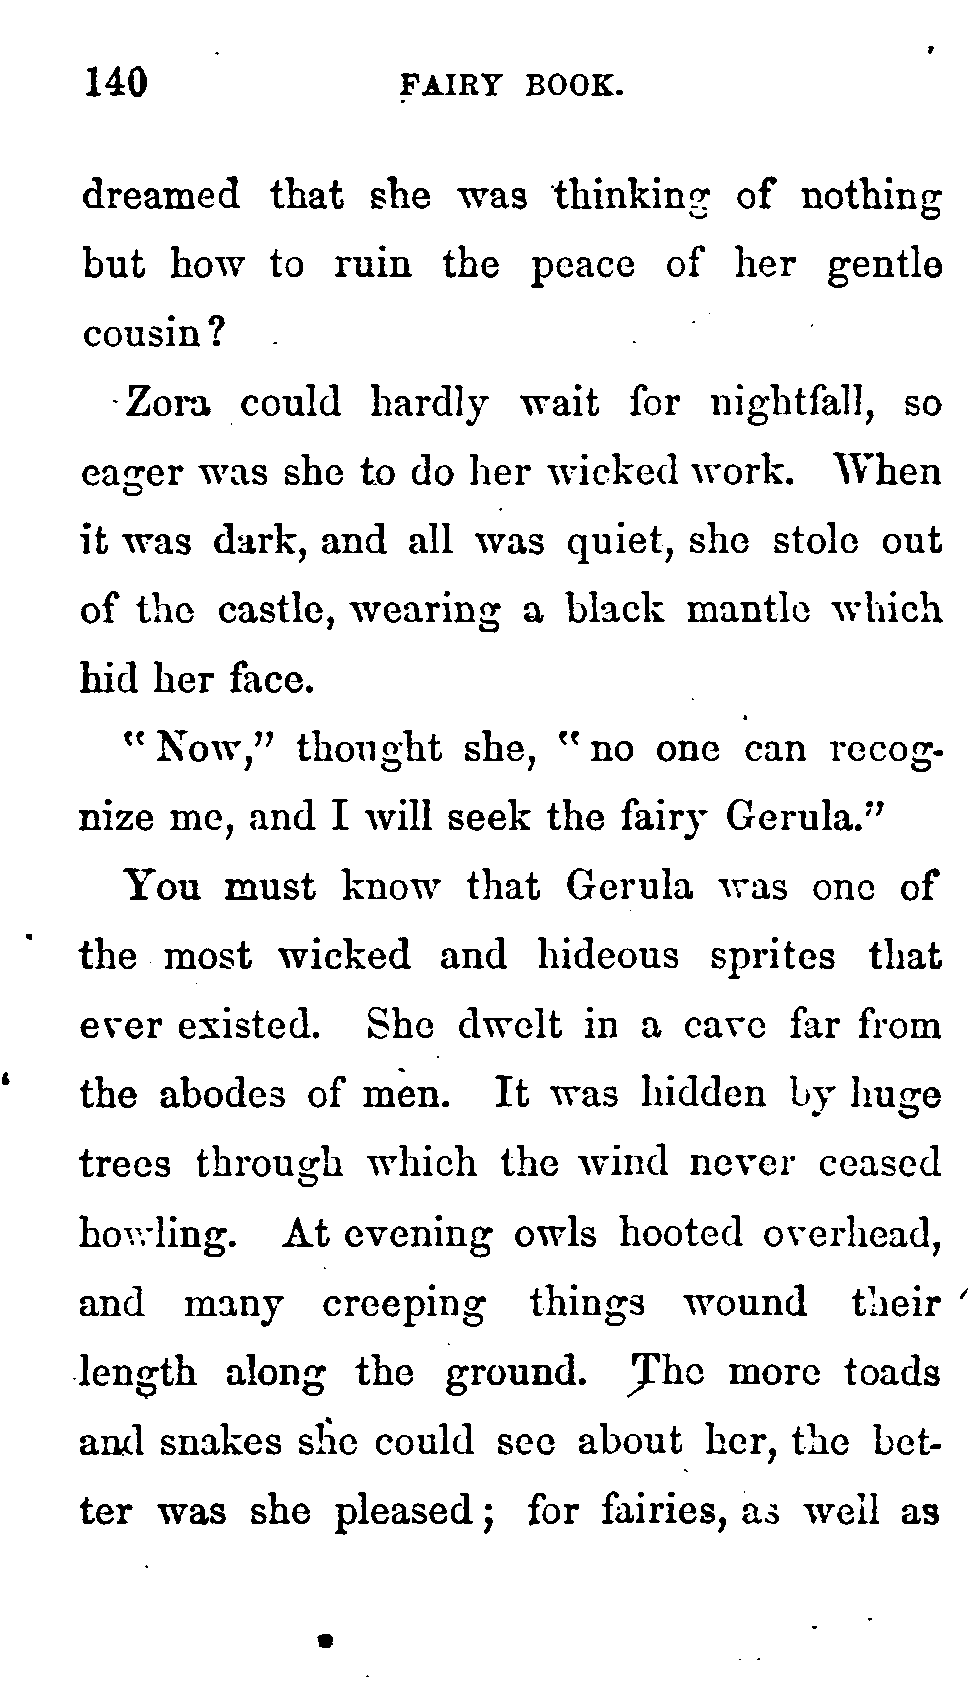 140 FAIRY BOOK.
dreamed that she was thinking of nothing
but how to ruin the peace of her gentle
cousin?
Zora could hardly wait for nightfall, so
eager was she to do her wicked work. When
it was dark, and all was quiet, she stole out
of the castle, wearing a black mantle which
hid her face.
"Now," thought she, "no one can recog-
nize me, and I will seek the fairy Gerula."
You must know that Gerula was one of
the most wicked and hideous sprites that
ever existed. She dwelt in a cave far from
the abodes of men. It was hidden by huge
trees through which the wind never ceased
howling. At evening owls hooted overhead,
and many creeping things wound their
length along the ground. The more toads
and snakes she could see about her, the bet-
ter was she pleased; for fairies, as well as